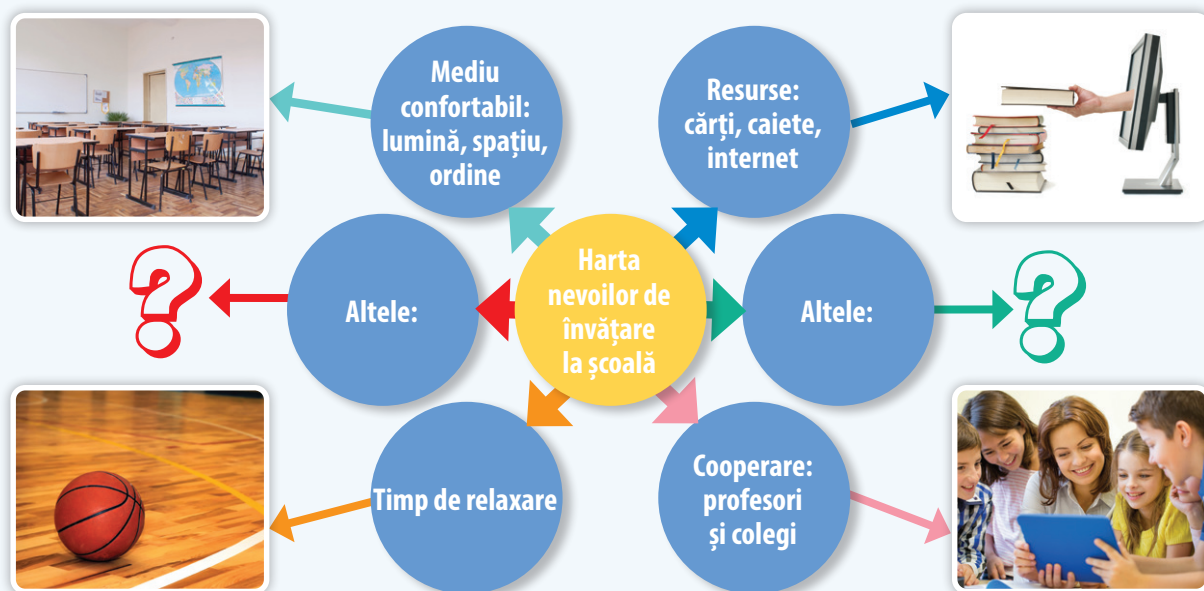 Mediu
confortabil:
lumină, spațiu,
ordine
Resurse:
cărți, caiete,
internet
Altele:
Harta
nevoilor de
învățare
la școală
Altele:
?
?
Timp de relaxare
Cooperare:
profesori
și colegi